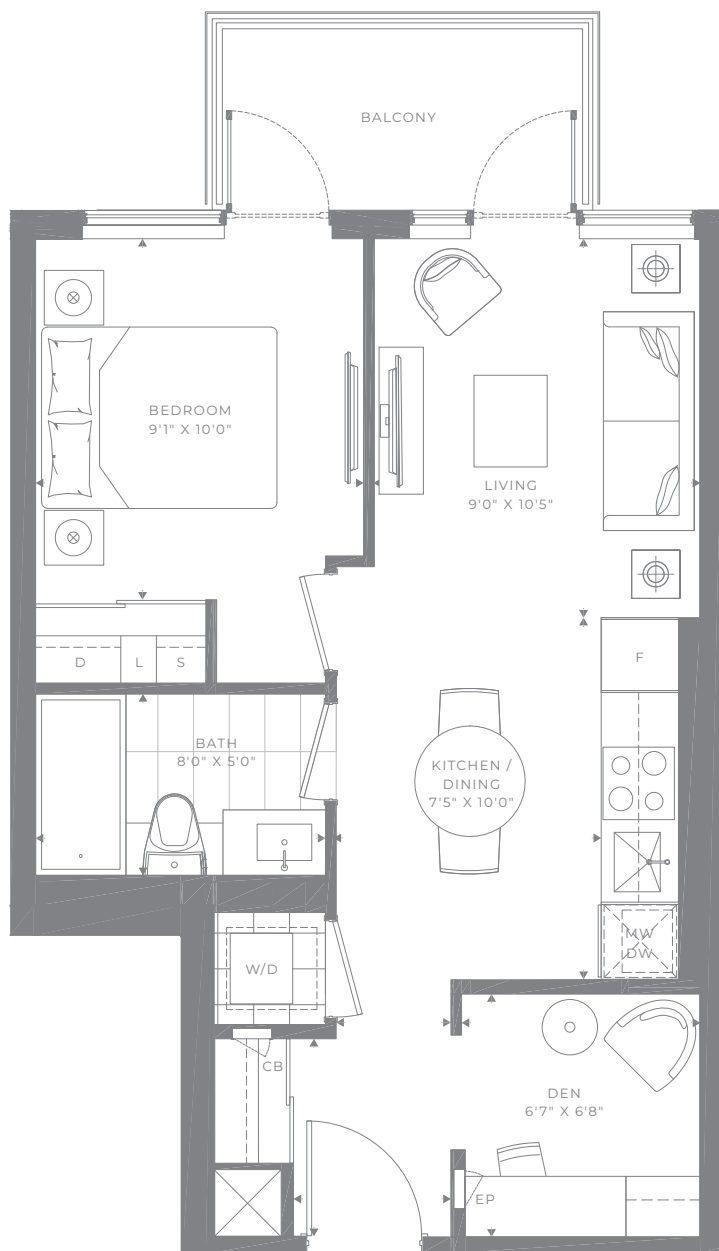 BALCONY
BEDROOM
9'1" X 10'0"
LIVING
9'0" X 10'5"
D
L
S
F
BATH
8'0" X 5'0"
KITCHEN /
DINING
7'5" X 10'0"
MW
DW
W/D
CB
DEN
6'7" X 6'8"
EP